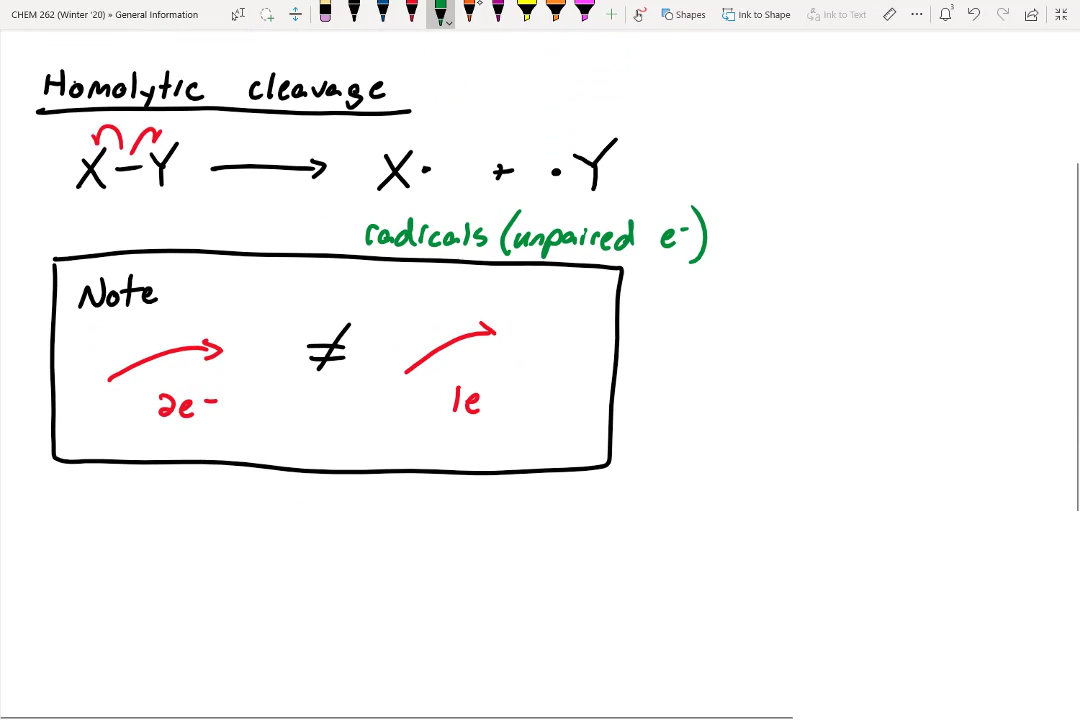 CHEM 262 (Winter '20) » General Information
Shapes
Ink to Shape
Ink to Text
3
Homolytic cleavage
X–Y ⟶ X· + ·Y
radicals (unpaired e⁻)
Note
≠
2e⁻ 1e